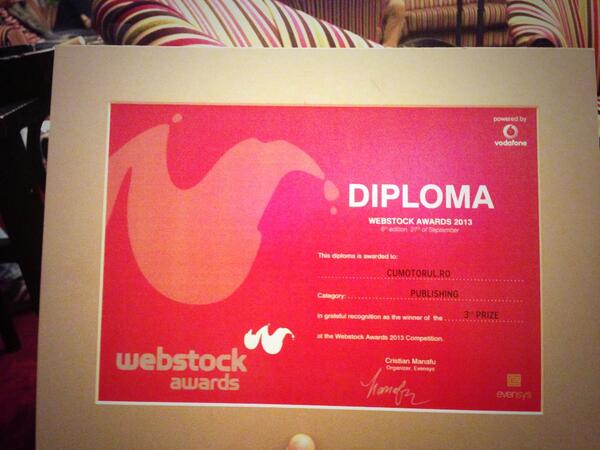 powered by
vodafone
DIPLOMA
WEBSTOCK AWARDS 2013
6th edition, 27th of September
This diploma is awarded to:
CUMOTORUL.RO
Category: PUBLISHING
in grateful recognition as the winner of the 3rd PRIZE
at the Webstock Awards 2013 Competition.
Cristian Manafu
Organizer, Evensys
webstock
awards
evensys